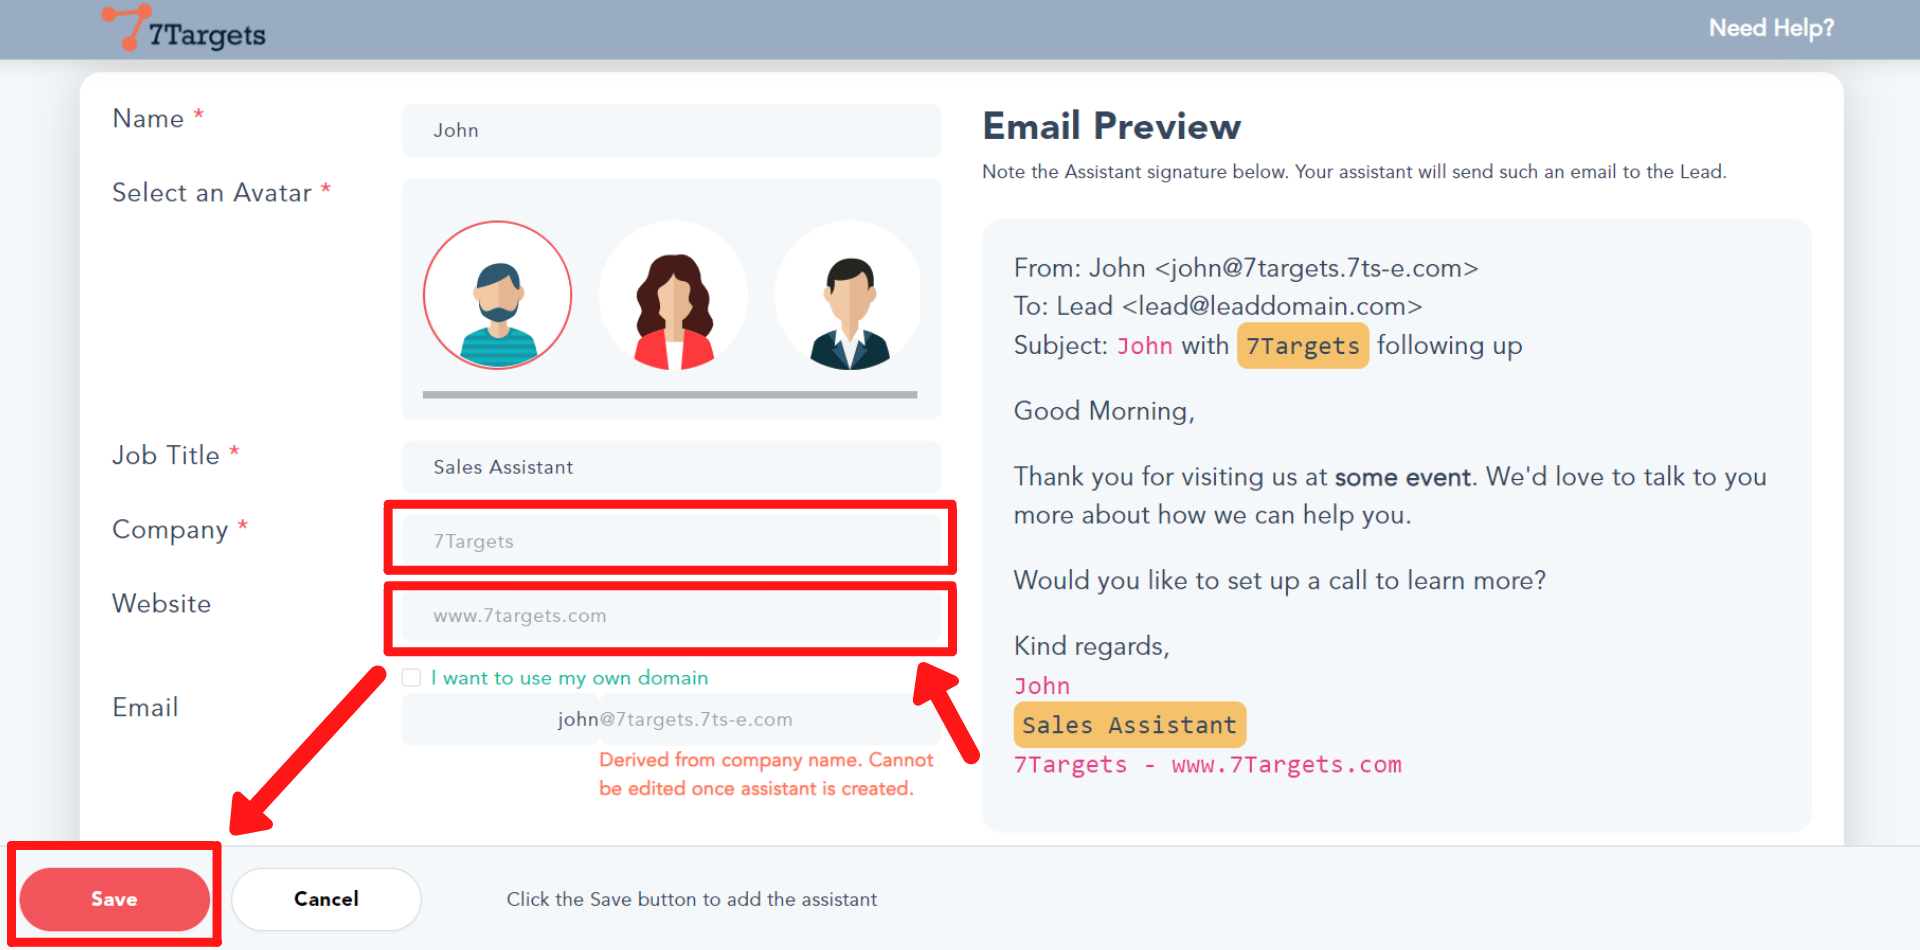 7Targets
Need Help?
Name *
John
Select an Avatar *
Job Title *
Sales Assistant
Company *
7Targets
Website
www.7targets.com
I want to use my own domain
Email
john@7targets.7ts-e.com
Derived from company name. Cannot
be edited once assistant is created.
Email Preview
Note the Assistant signature below. Your assistant will send such an email to the Lead.
From: John <john@7targets.7ts-e.com>
To: Lead <lead@leaddomain.com>
Subject: John with 7Targets following up
Good Morning,
Thank you for visiting us at some event. We'd love to talk to you
more about how we can help you.
Would you like to set up a call to learn more?
Kind regards,
John
Sales Assistant
7Targets - www.7Targets.com
Save
Cancel
Click the Save button to add the assistant